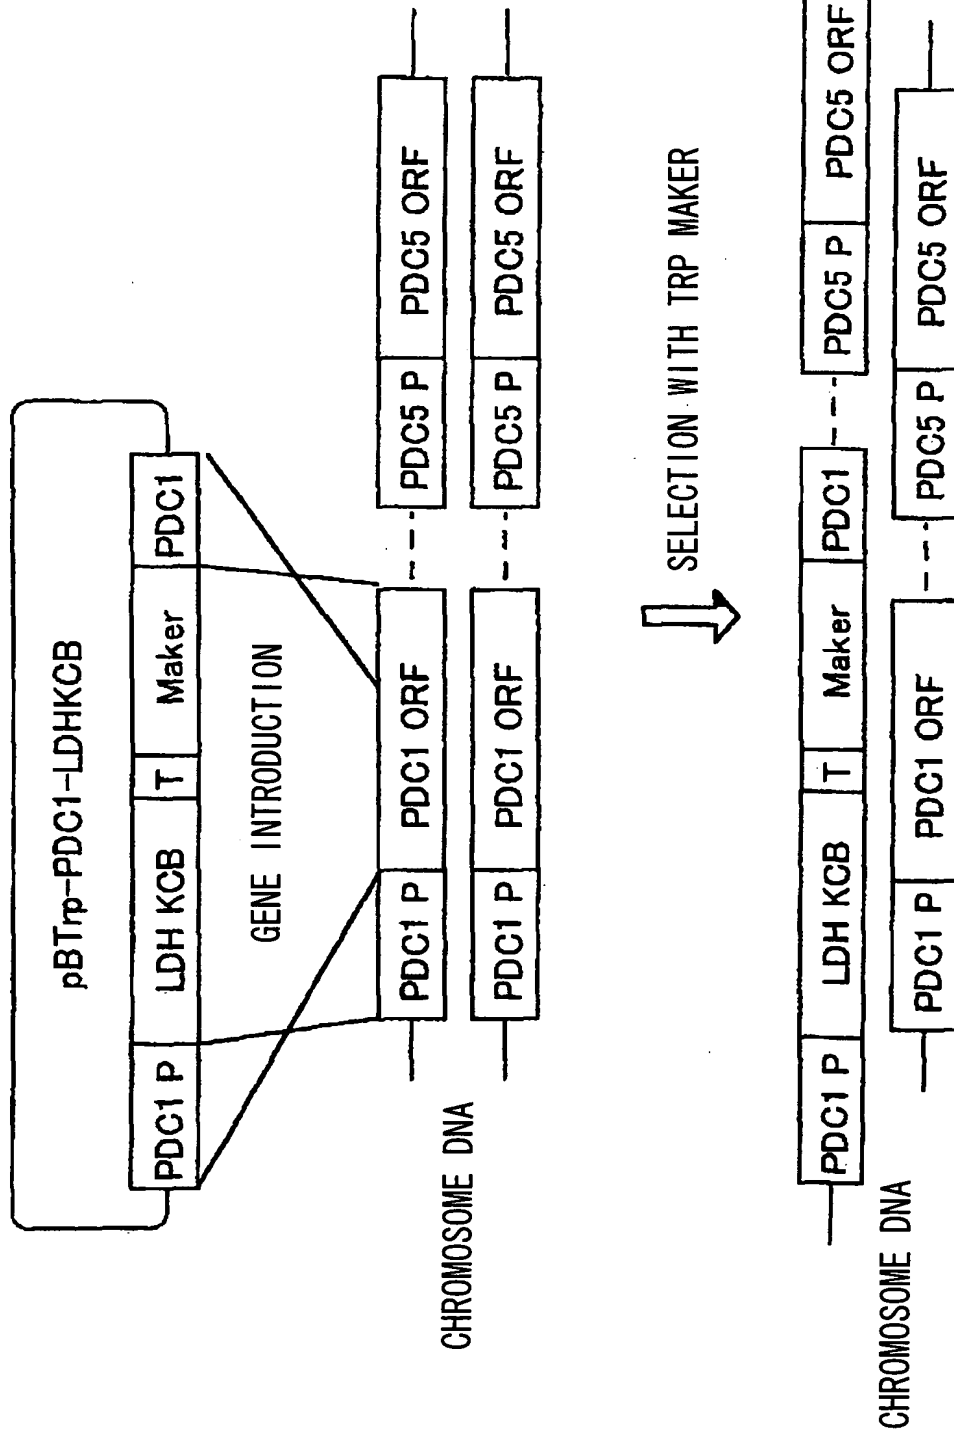 pBTrp-PDC1-LDHKCB
PDC1 P LDH KCB T Maker PDC1
GENE INTRODUCTION
PDC1 P PDC1 ORF PDC5 P PDC5 ORF
PDC1 P PDC1 ORF PDC5 P PDC5 ORF
CHROMOSOME DNA
SELECTION WITH TRP MAKER
PDC1 P LDH KCB T Maker PDC1 PDC5 P PDC5 ORF
CHROMOSOME DNA
PDC1 P PDC1 ORF PDC5 P PDC5 ORF